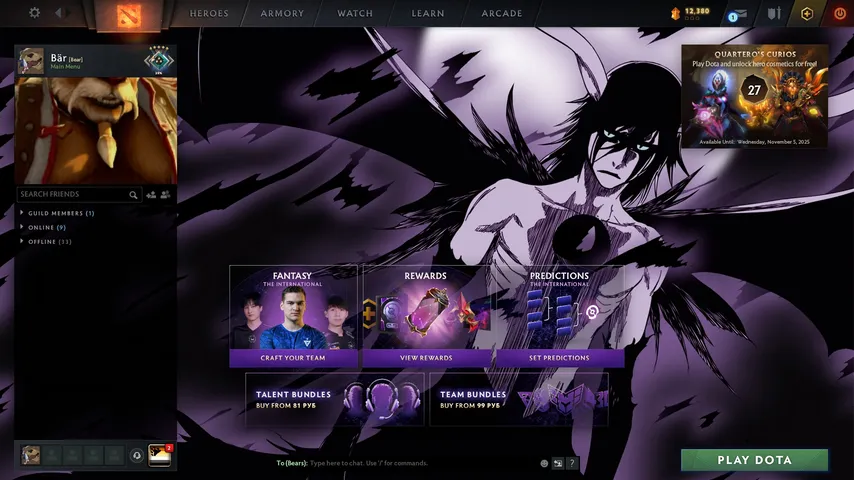 HEROES
ARMORY
WATCH
LEARN
ARCADE
12,380
1
Bär [Bear]
Main Menu
QUARTERO'S CURIOS
Play Dota and unlock hero cosmetics for free!
27
Available Until: Wednesday, November 5, 2025
SEARCH FRIENDS
GUILD MEMBERS (1)
ONLINE (9)
OFFLINE (33)
FANTASY
THE INTERNATIONAL
CRAFT YOUR TEAM
REWARDS
VIEW REWARDS
PREDICTIONS
THE INTERNATIONAL
SET PREDICTIONS
TALENT BUNDLES
BUY FROM 81 РУБ
TEAM BUNDLES
BUY FROM 99 РУБ
2
To (Bears): Type here to chat. Use '/' for commands.
?
PLAY DOTA